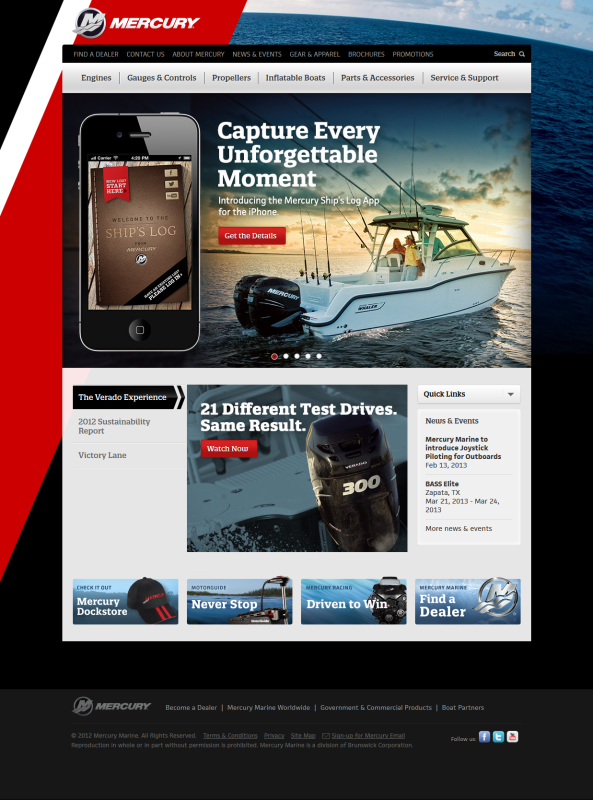 MERCURY
FIND A DEALER CONTACT US ABOUT MERCURY NEWS & EVENTS GEAR & APPAREL BROCHURES PROMOTIONS Search
Engines Gauges & Controls Propellers Inflatable Boats Parts & Accessories Service & Support
Carrier 4:20 PM
NEW LOG?
START
HERE
WELCOME TO THE
SHIP'S LOG
FROM
MERCURY
PLEASE LOG IN
Capture Every
Unforgettable
Moment
Introducing the Mercury Ship's Log App
for the iPhone
Get the Details
MERCURY
WHALER
The Verado Experience
2012 Sustainability
Report
Victory Lane
21 Different Test Drives.
Same Result.
Watch Now
VERADO
300
Quick Links
News & Events
Mercury Marine to
introduce Joystick
Piloting for Outboards
Feb 13, 2013
BASS Elite
Zapata, TX
Mar 21, 2013 - Mar 24,
2013
More news & events
CHECK IT OUT
Mercury
Dockstore
MOTORGUIDE
Never Stop
MERCURY RACING
Driven to Win
MERCURY MARINE
Find a
Dealer
MERCURY
Become a Dealer | Mercury Marine Worldwide | Government & Commercial Products | Boat Partners
© 2012 Mercury Marine. All Rights Reserved. Terms & Conditions Privacy Site Map Sign-up for Mercury Email
Reproduction in whole or in part without permission is prohibited. Mercury Marine is a division of Brunswick Corporation.
Follow us: